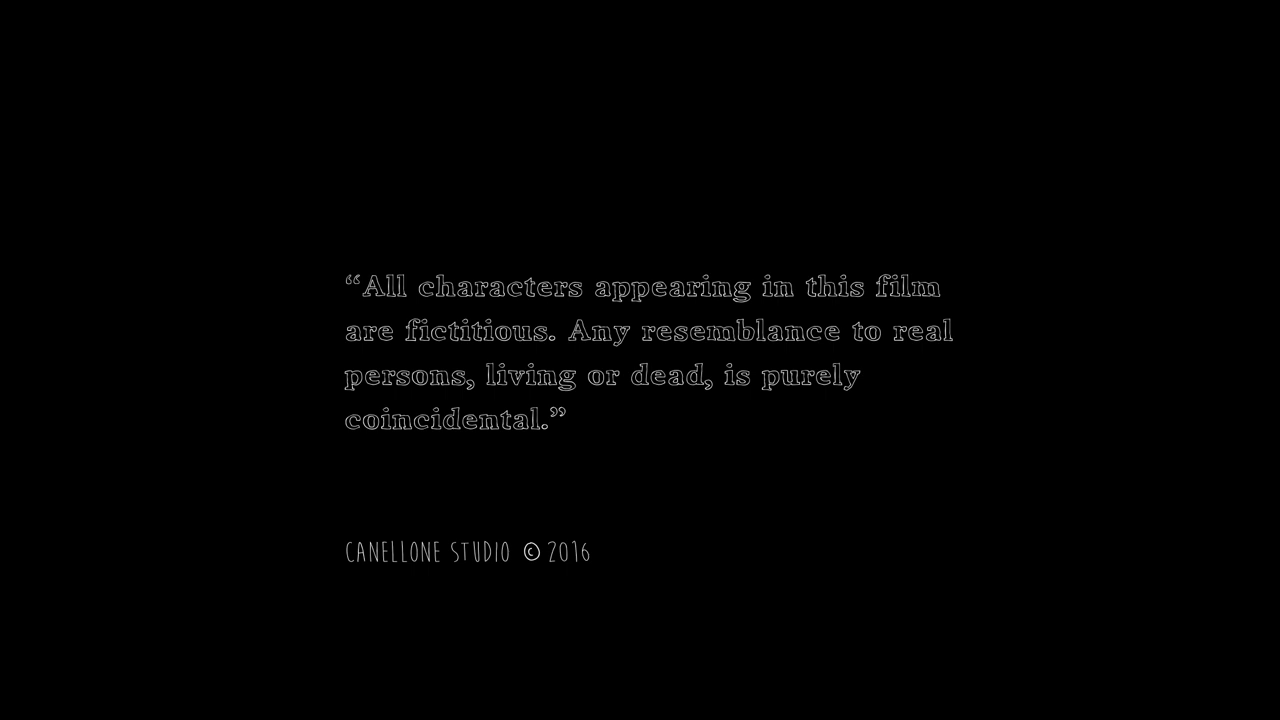 “All characters appearing in this film
are fictitious. Any resemblance to real
persons, living or dead, is purely
coincidental.”
CANELLONE STUDIO © 2016